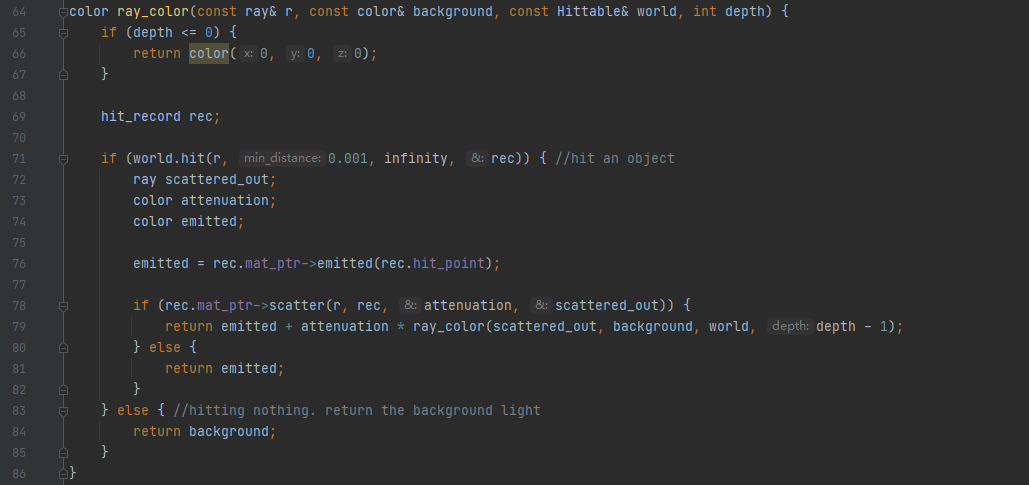 64 color ray_color(const ray& r, const color& background, const Hittable& world, int depth) {
65 if (depth <= 0) {
66 return color( x: 0, y: 0, z: 0);
67 }
68
69 hit_record rec;
70
71 if (world.hit(r, min_distance: 0.001, infinity, &: rec)) { //hit an object
72 ray scattered_out;
73 color attenuation;
74 color emitted;
75
76 emitted = rec.mat_ptr->emitted(rec.hit_point);
77
78 if (rec.mat_ptr->scatter(r, rec, &: attenuation, &: scattered_out)) {
79 return emitted + attenuation * ray_color(scattered_out, background, world, depth: depth - 1);
80 } else {
81 return emitted;
82 }
83 } else { //hitting nothing. return the background light
84 return background;
85 }
86 }